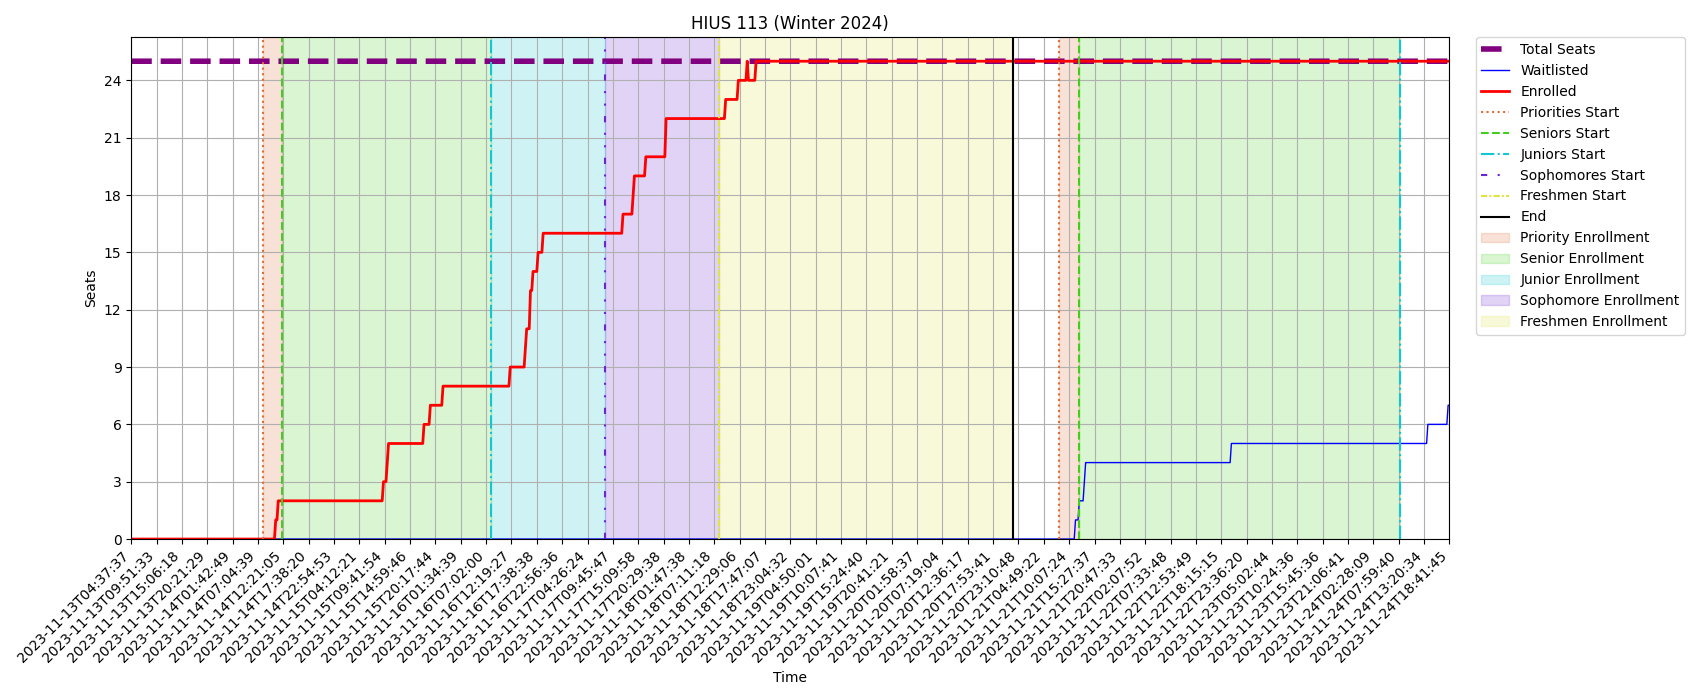 HIUS 113 (Winter 2024)
Seats
24
21
18
15
12
9
6
3
0
2023-11-13T04:37:37
2023-11-13T09:51:33
2023-11-13T15:06:18
2023-11-13T20:21:29
2023-11-14T01:42:49
2023-11-14T07:04:39
2023-11-14T12:21:05
2023-11-14T17:38:20
2023-11-14T22:54:53
2023-11-15T04:12:21
2023-11-15T09:41:54
2023-11-15T14:59:46
2023-11-15T20:17:44
2023-11-16T01:34:39
2023-11-16T07:02:00
2023-11-16T12:19:27
2023-11-16T17:38:38
2023-11-16T22:56:36
2023-11-17T04:26:24
2023-11-17T09:45:47
2023-11-17T15:09:58
2023-11-17T20:29:38
2023-11-18T01:47:38
2023-11-18T07:11:18
2023-11-18T12:29:06
2023-11-18T17:47:07
2023-11-18T23:04:32
2023-11-19T04:50:01
2023-11-19T10:07:41
2023-11-19T15:24:40
2023-11-19T20:41:21
2023-11-20T01:58:37
2023-11-20T07:19:04
2023-11-20T12:36:17
2023-11-20T17:53:41
2023-11-20T23:10:48
2023-11-21T04:49:22
2023-11-21T10:07:24
2023-11-21T15:27:37
2023-11-21T20:47:33
2023-11-22T02:07:52
2023-11-22T07:33:48
2023-11-22T12:53:49
2023-11-22T18:15:15
2023-11-22T23:36:20
2023-11-23T05:02:44
2023-11-23T10:24:36
2023-11-23T15:45:36
2023-11-23T21:06:41
2023-11-24T02:28:09
2023-11-24T07:59:40
2023-11-24T13:20:34
2023-11-24T18:41:45
Time
Total Seats
Waitlisted
Enrolled
Priorities Start
Seniors Start
Juniors Start
Sophomores Start
Freshmen Start
End
Priority Enrollment
Senior Enrollment
Junior Enrollment
Sophomore Enrollment
Freshmen Enrollment